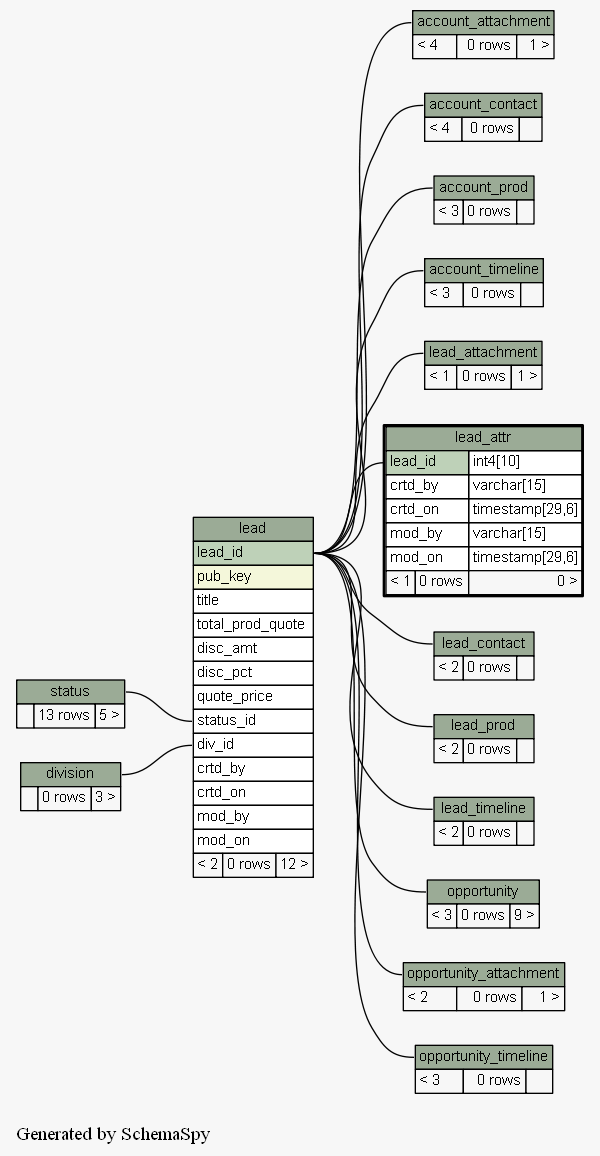 account_attachment
< 4 0 rows 1 >
account_contact
< 4 0 rows
account_prod
< 3 0 rows
account_timeline
< 3 0 rows
lead_attachment
< 1 0 rows 1 >
lead_attr
lead_id int4[10]
crtd_by varchar[15]
crtd_on timestamp[29,6]
mod_by varchar[15]
mod_on timestamp[29,6]
< 1 0 rows 0 >
lead
lead_id
pub_key
title
total_prod_quote
disc_amt
disc_pct
quote_price
status_id
div_id
crtd_by
crtd_on
mod_by
mod_on
< 2 0 rows 12 >
status
13 rows 5 >
division
0 rows 3 >
lead_contact
< 2 0 rows
lead_prod
< 2 0 rows
lead_timeline
< 2 0 rows
opportunity
< 3 0 rows 9 >
opportunity_attachment
< 2 0 rows 1 >
opportunity_timeline
< 3 0 rows
Generated by SchemaSpy